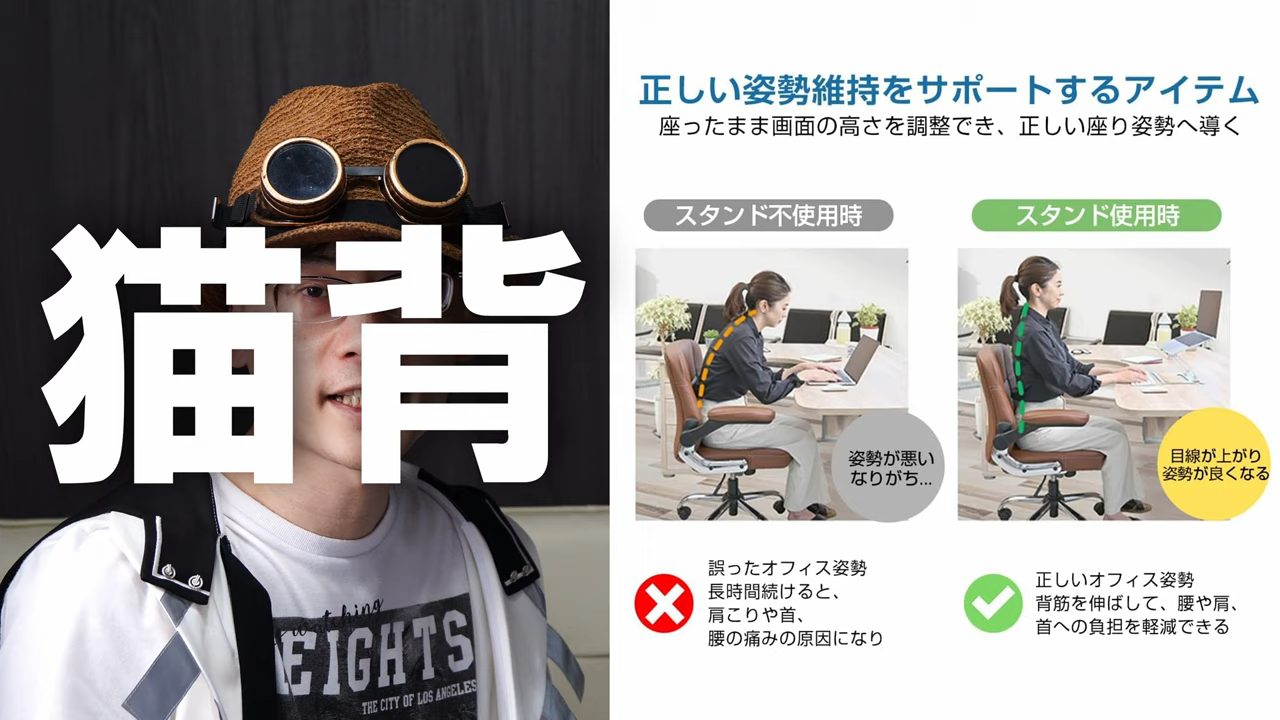 猫背
watching
EIGHTS
THE CITY OF LOS ANGELES
正しい姿勢維持をサポートするアイテム
座ったまま画面の高さを調整でき、正しい座り姿勢へ導く
スタンド不使用時
スタンド使用時
姿勢が悪い
なりがち...
目線が上がり
姿勢が良くなる
誤ったオフィス姿勢
長時間続けると、
肩こりや首、
腰の痛みの原因になり
正しいオフィス姿勢
背筋を伸ばして、腰や肩、
首への負担を軽減できる